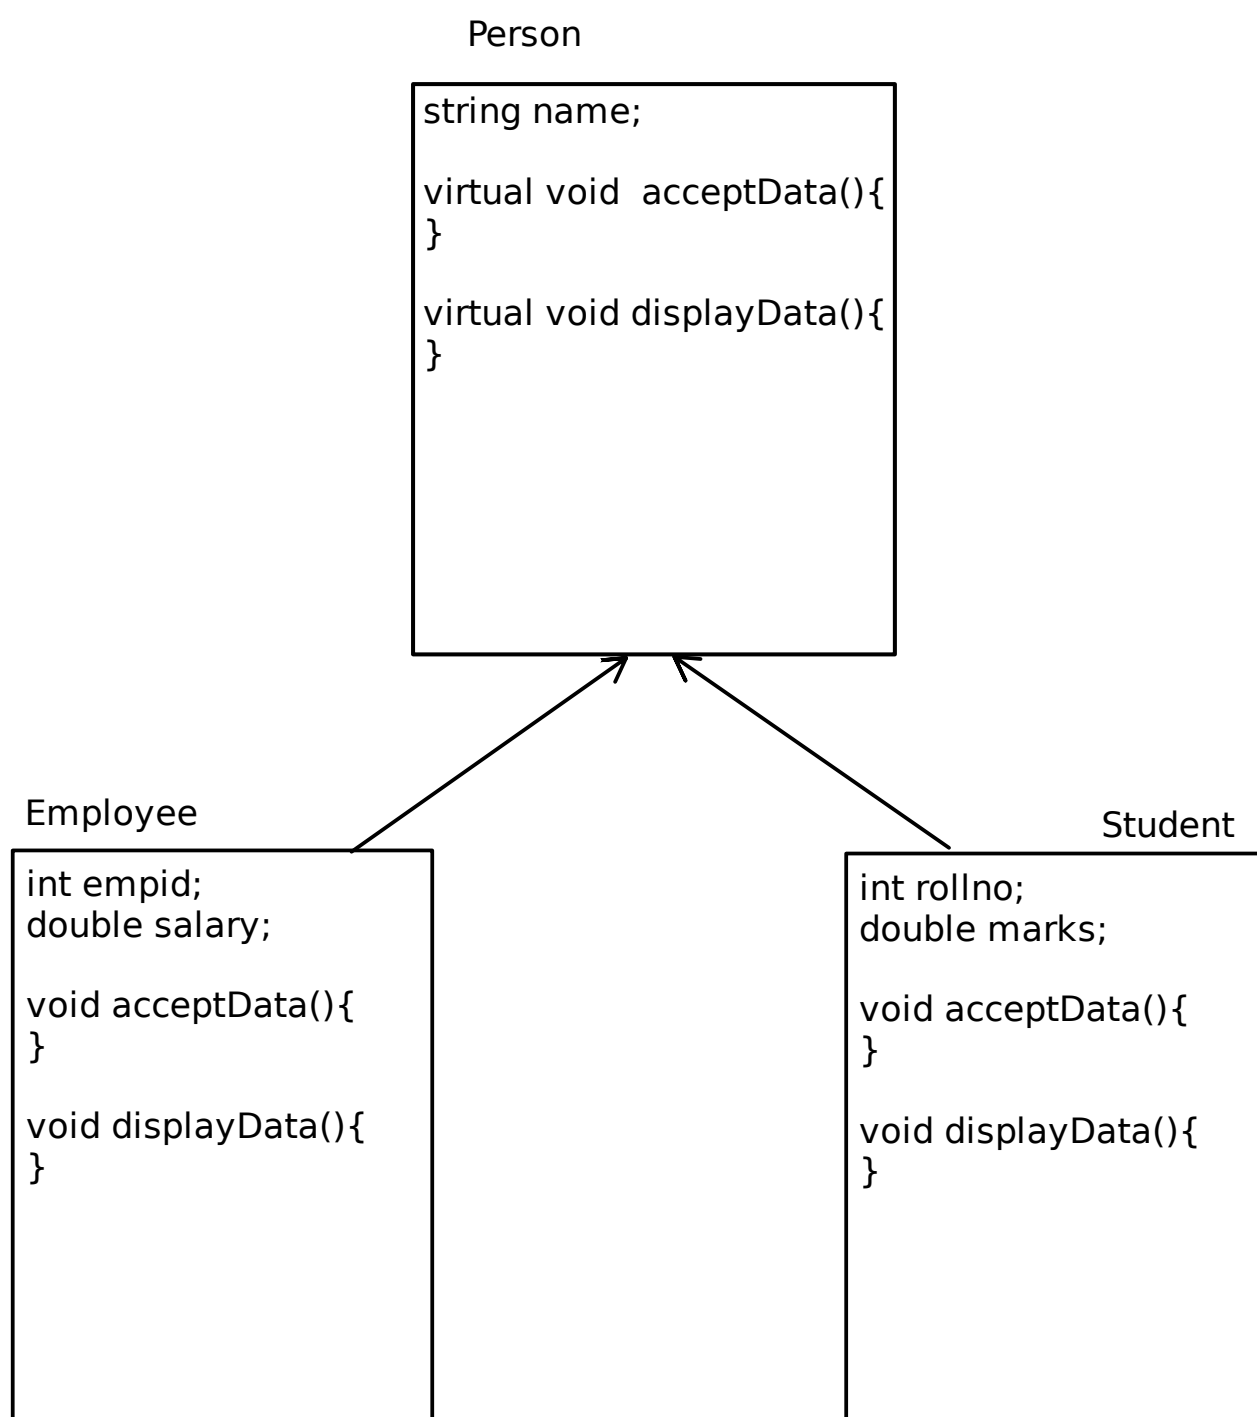 Person
string name;
virtual void  acceptData(){
}
virtual void displayData(){
}
Employee
int empid;
double salary;
void acceptData(){
}
void displayData(){
}
Student
int rollno;
double marks;
void acceptData(){
}
void displayData(){
}